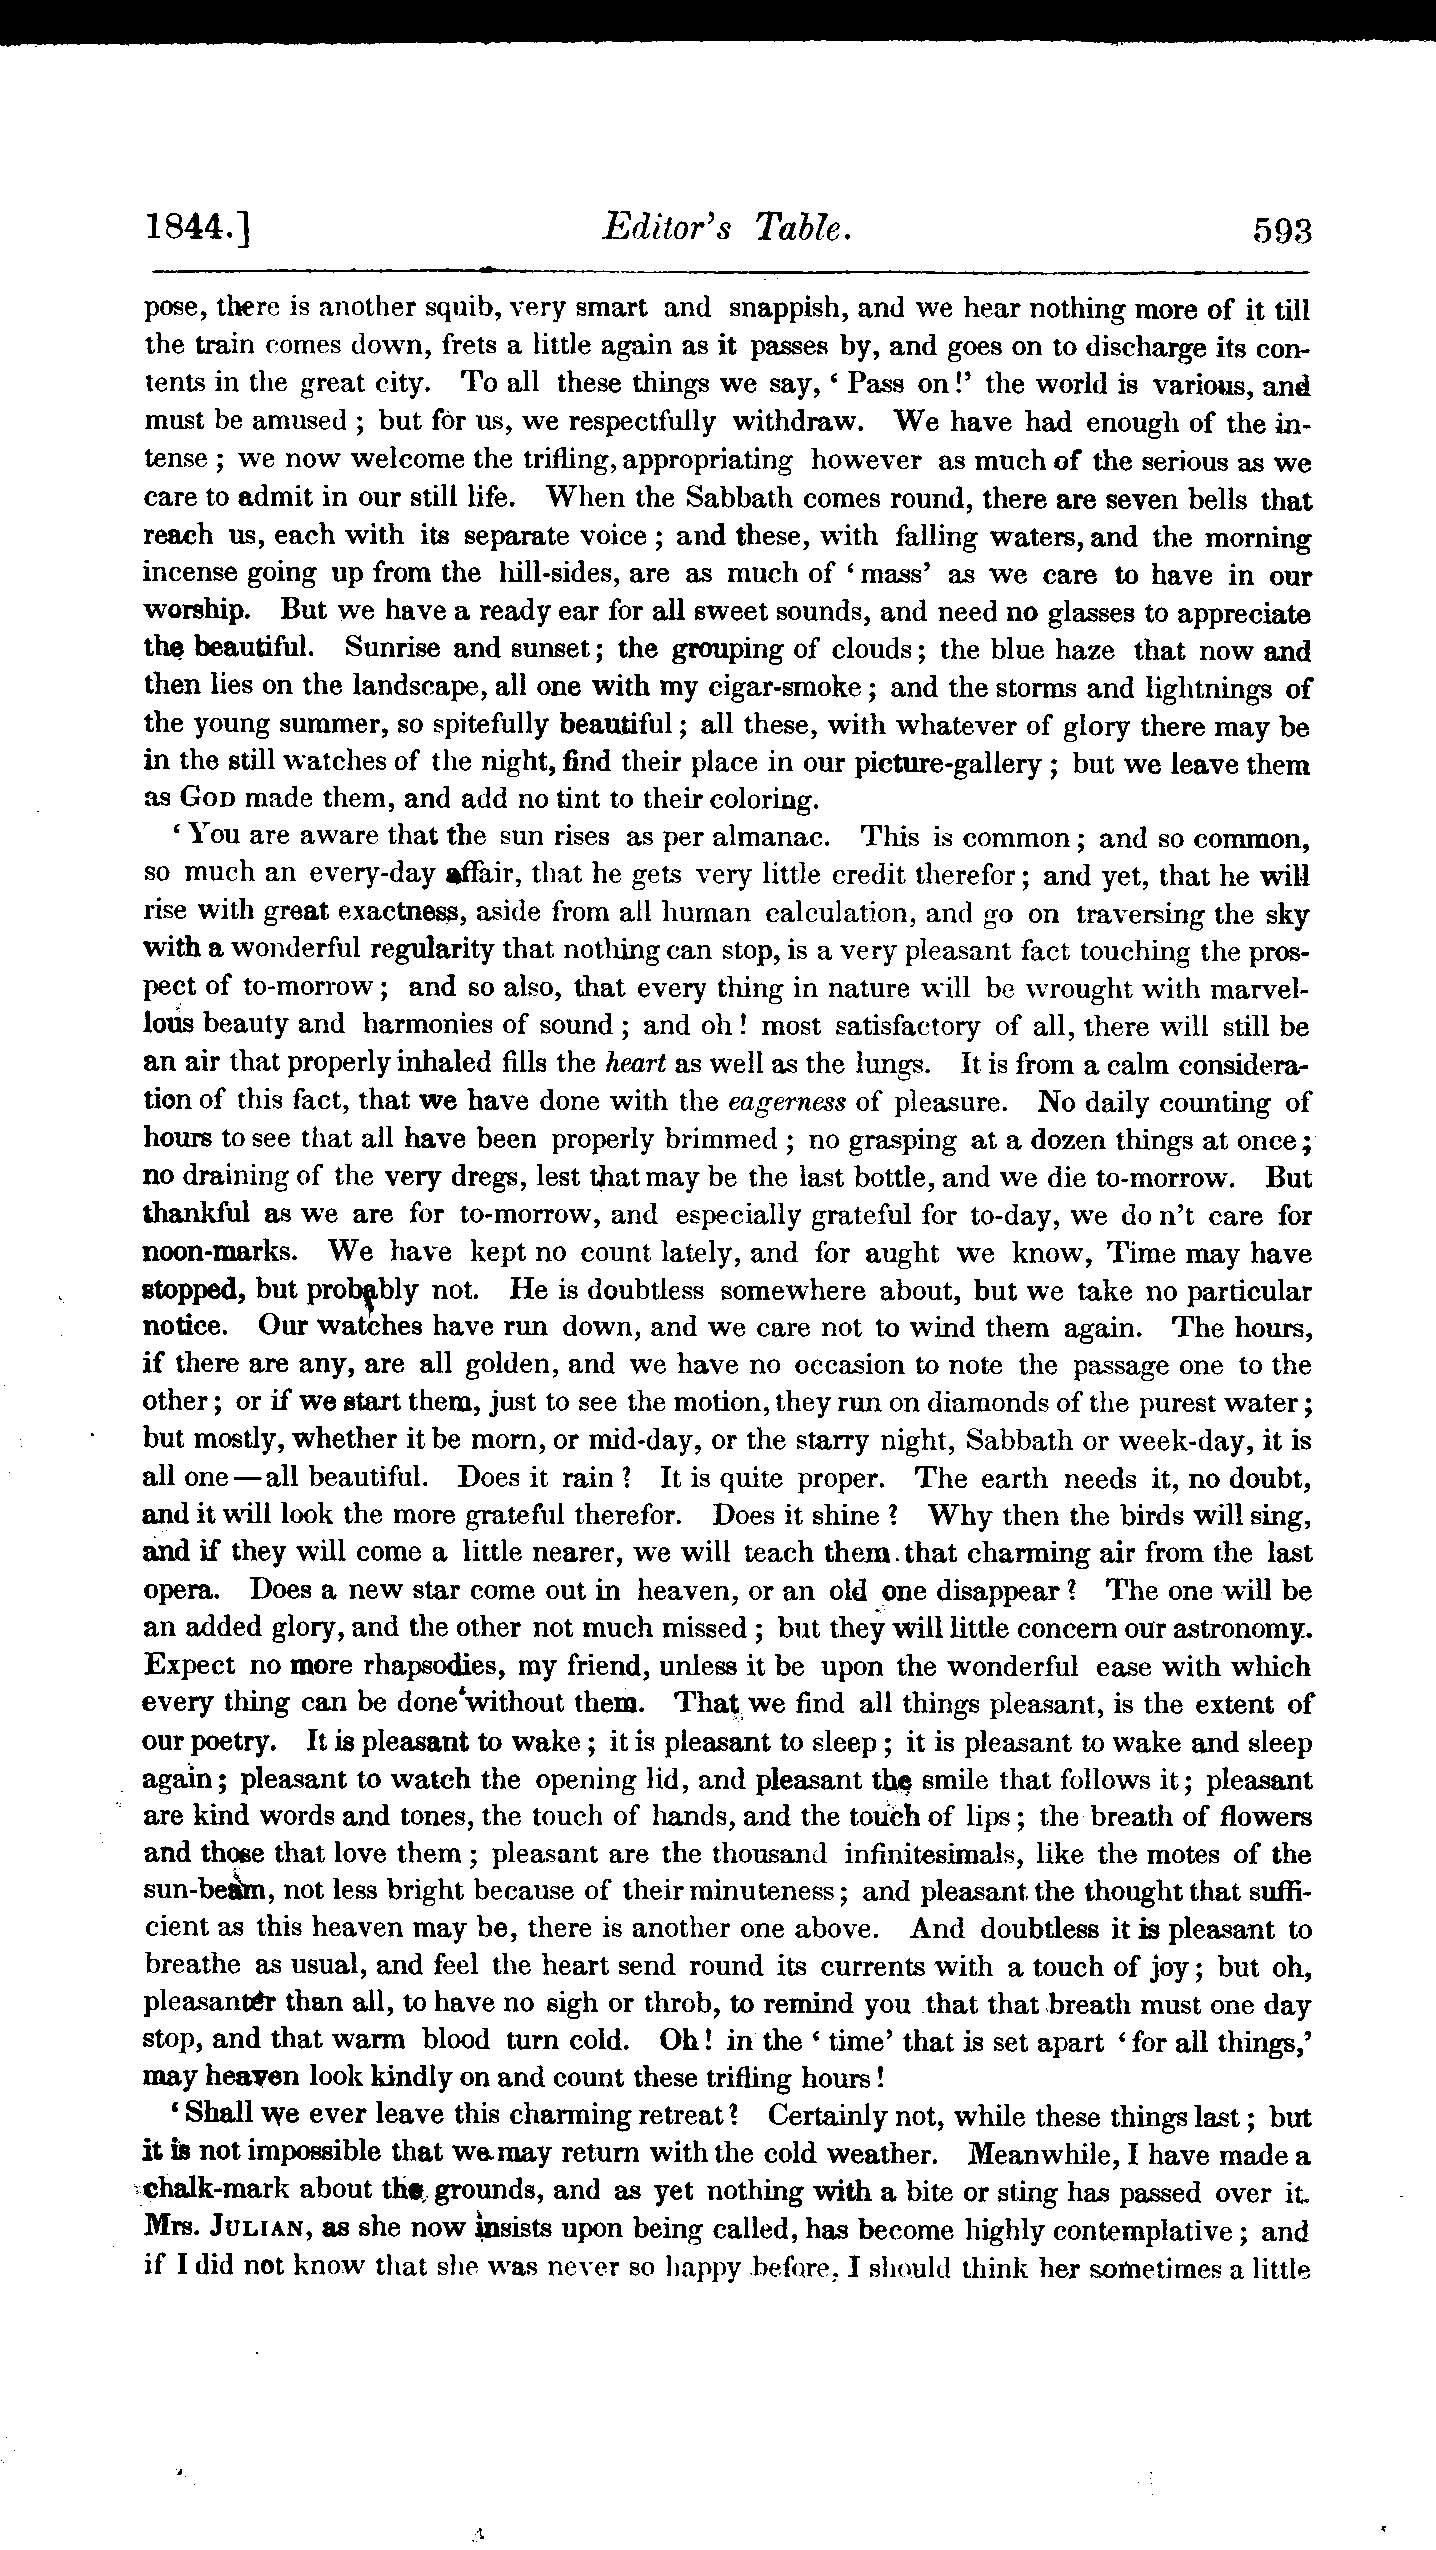 1844.] Editor's Table. 593
pose, there is another squib, very smart and snappish, and we hear nothing more of it till
the train comes down, frets a little again as it passes by, and goes on to discharge its con-
tents in the great city. To all these things we say, ‘ Pass on!’ the world is various, and
must be amused ; but for us, we respectfully withdraw. We have had enough of the in-
tense ; we now welcome the trifling, appropriating however as much of the serious as we
care to admit in our still life. When the Sabbath comes round, there are seven bells that
reach us, each with its separate voice ; and these, with falling waters, and the morning
incense going up from the hill-sides, are as much of ‘ mass’ as we care to have in our
worship. But we have a ready ear for all sweet sounds, and need no glasses to appreciate
the beautiful. Sunrise and sunset ; the grouping of clouds ; the blue haze that now and
then lies on the landscape, all one with my cigar-smoke ; and the storms and lightnings of
the young summer, so spitefully beautiful ; all these, with whatever of glory there may be
in the still watches of the night, find their place in our picture-gallery ; but we leave them
as GOD made them, and add no tint to their coloring.
‘ You are aware that the sun rises as per almanac. This is common ; and so common,
so much an every-day affair, that he gets very little credit therefor ; and yet, that he will
rise with great exactness, aside from all human calculation, and go on traversing the sky
with a wonderful regularity that nothing can stop, is a very pleasant fact touching the pros-
pect of to-morrow ; and so also, that every thing in nature will be wrought with marvel-
lous beauty and harmonies of sound ; and oh! most satisfactory of all, there will still be
an air that properly inhaled fills the heart as well as the lungs. It is from a calm considera-
tion of this fact, that we have done with the eagerness of pleasure. No daily counting of
hours to see that all have been properly brimmed ; no grasping at a dozen things at once ;
no draining of the very dregs, lest that may be the last bottle, and we die to-morrow. But
thankful as we are for to-morrow, and especially grateful for to-day, we do n't care for
noon-marks. We have kept no count lately, and for aught we know, Time may have
stopped, but probably not. He is doubtless somewhere about, but we take no particular
notice. Our watches have run down, and we care not to wind them again. The hours,
if there are any, are all golden, and we have no occasion to note the passage one to the
other ; or if we start them, just to see the motion, they run on diamonds of the purest water ;
but mostly, whether it be morn, or mid-day, or the starry night, Sabbath or week-day, it is
all one — all beautiful. Does it rain ? It is quite proper. The earth needs it, no doubt,
and it will look the more grateful therefor. Does it shine ? Why then the birds will sing,
and if they will come a little nearer, we will teach them that charming air from the last
opera. Does a new star come out in heaven, or an old one disappear ? The one will be
an added glory, and the other not much missed ; but they will little concern our astronomy.
Expect no more rhapsodies, my friend, unless it be upon the wonderful ease with which
every thing can be done without them. That we find all things pleasant, is the extent of
our poetry. It is pleasant to wake ; it is pleasant to sleep ; it is pleasant to wake and sleep
again ; pleasant to watch the opening lid, and pleasant the smile that follows it ; pleasant
are kind words and tones, the touch of hands, and the touch of lips ; the breath of flowers
and those that love them ; pleasant are the thousand infinitesimals, like the motes of the
sun-beam, not less bright because of their minuteness ; and pleasant the thought that suffi-
cient as this heaven may be, there is another one above. And doubtless it is pleasant to
breathe as usual, and feel the heart send round its currents with a touch of joy ; but oh,
pleasanter than all, to have no sigh or throb, to remind you that that breath must one day
stop, and that warm blood turn cold. Oh! in the ‘ time’ that is set apart ‘ for all things,’
may heaven look kindly on and count these trifling hours!
‘ Shall we ever leave this charming retreat ? Certainly not, while these things last ; but
it is not impossible that we may return with the cold weather. Meanwhile, I have made a
chalk-mark about the grounds, and as yet nothing with a bite or sting has passed over it.
Mrs. JULIAN, as she now insists upon being called, has become highly contemplative ; and
if I did not know that she was never so happy before, I should think her sometimes a little